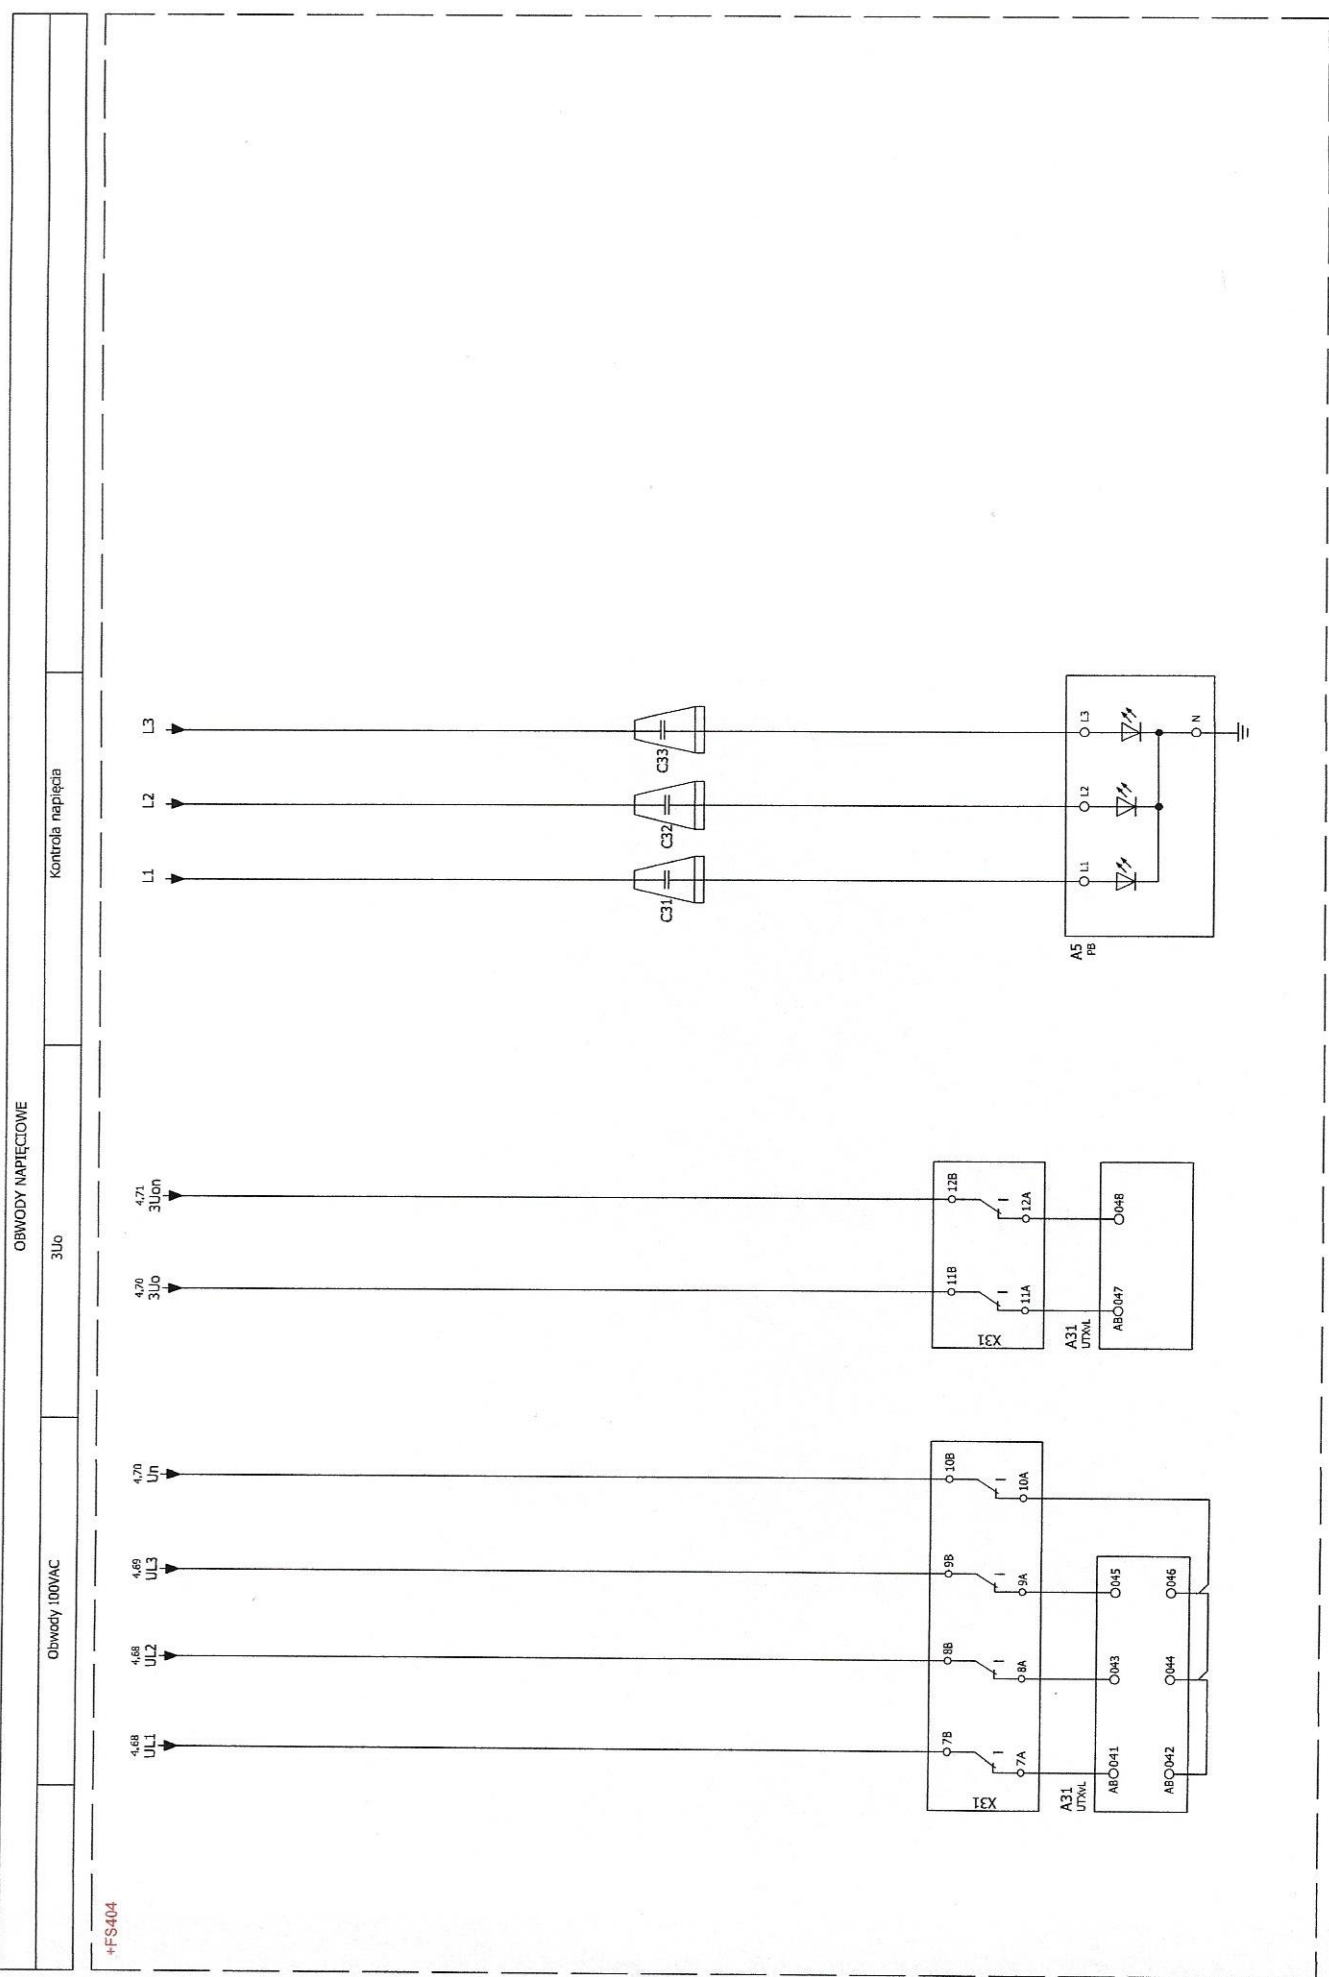 OBWODY NAPIĘCIOWE
Obwody 100VAC
3Uo
Kontrola napięcia
+FS404
4.68
UL1
4.68
UL2
4.69
UL3
4.70
Un
4.70
3Uo
4.71
3Uon
L1
L2
L3
C31
C32
C33
X31
7B
8B
9B
10B
7A
8A
9A
10A
X31
11B
12B
11A
12A
A31
UTXvL
AB
041
043
045
AB
042
044
046
A31
UTXvL
AB
047
048
A5
PB
L1
L2
L3
N